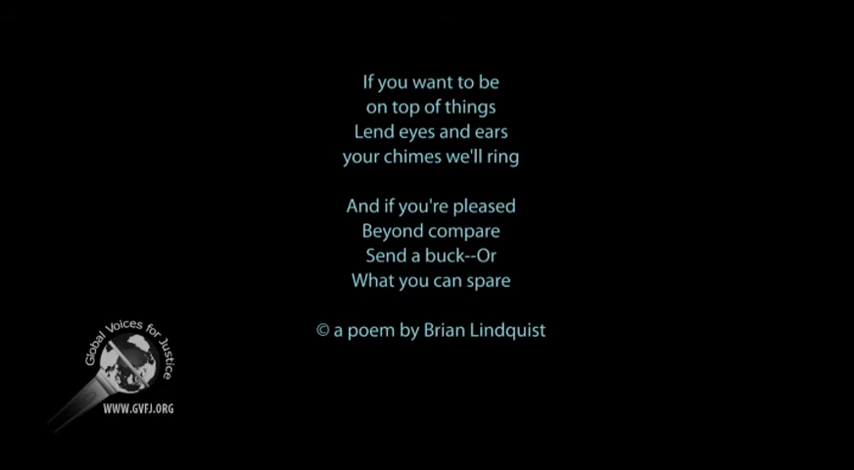 If you want to be
on top of things
Lend eyes and ears
your chimes we'll ring
And if you're pleased
Beyond compare
Send a buck--Or
What you can spare
© a poem by Brian Lindquist
Global Voices for Justice
WWW.GVFJ.ORG